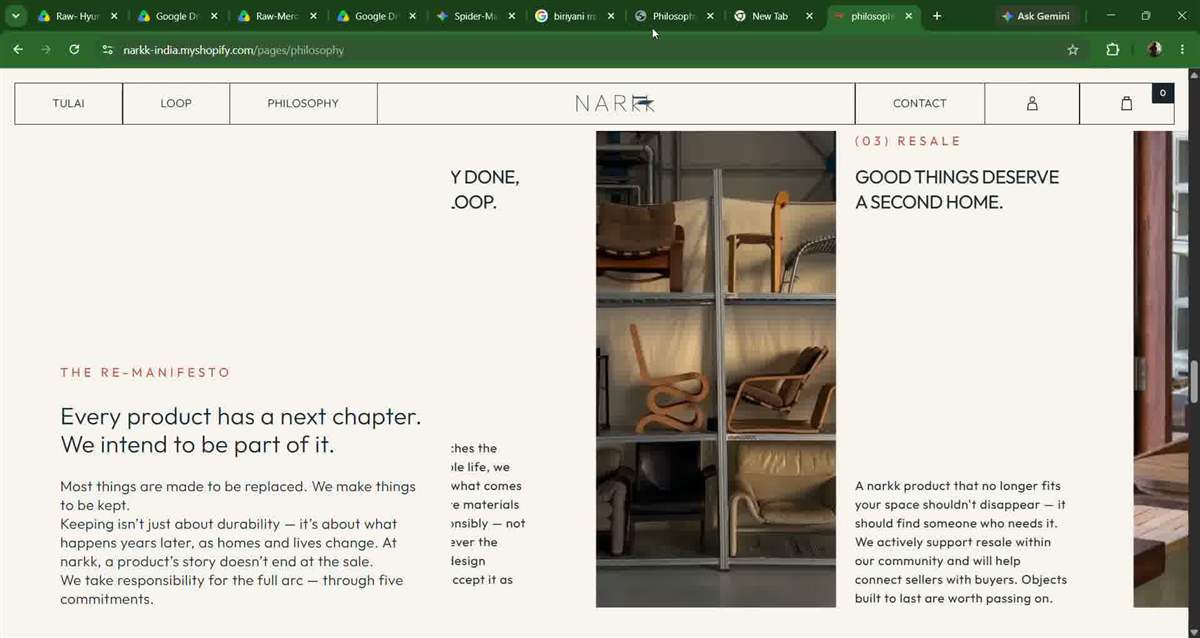 Raw- Hyu
Google Dr
Raw-Merc
Google Dr
Spider-Ma
biriyani m
Philosoph
New Tab
philosoph
Ask Gemini
narkk-india.myshopify.com/pages/philosophy
TULAI
LOOP
PHILOSOPHY
NARKK
CONTACT
0
THE RE-MANIFESTO
Every product has a next chapter.
We intend to be part of it.
Most things are made to be replaced. We make things
to be kept.
Keeping isn't just about durability — it's about what
happens years later, as homes and lives change. At
narkk, a product's story doesn't end at the sale.
We take responsibility for the full arc — through five
commitments.
Y DONE,
LOOP.
ches the
le life, we
what comes
e materials
onsibly — not
ever the
design
ccept it as
(03) RESALE
GOOD THINGS DESERVE
A SECOND HOME.
A narkk product that no longer fits
your space shouldn't disappear — it
should find someone who needs it.
We actively support resale within
our community and will help
connect sellers with buyers. Objects
built to last are worth passing on.